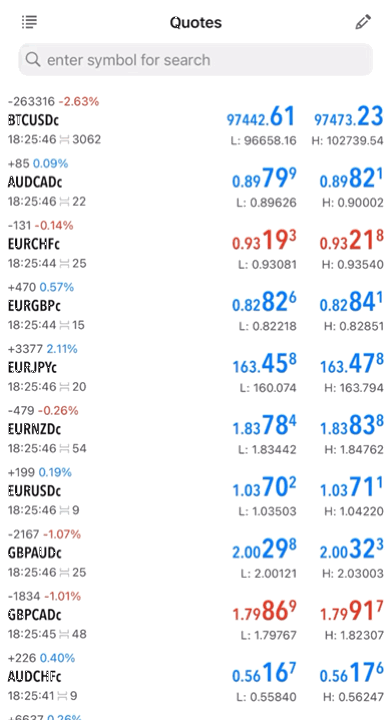 Quotes
enter symbol for search
-263316 -2.63%
BTCUSDc 97442.61 97473.23
18:25:46 3062 L: 96658.16 H: 102739.54
+85 0.09%
AUDCADc 0.89799 0.89821
18:25:46 22 L: 0.89626 H: 0.90002
-131 -0.14%
EURCHFc 0.93193 0.93218
18:25:44 25 L: 0.93081 H: 0.93540
+470 0.57%
EURGBPc 0.82826 0.82841
18:25:44 15 L: 0.82218 H: 0.82851
+3377 2.11%
EURJPYc 163.458 163.478
18:25:46 20 L: 160.074 H: 163.794
-479 -0.26%
EURNZDc 1.83784 1.83838
18:25:46 54 L: 1.83442 H: 1.84762
+199 0.19%
EURUSDc 1.03702 1.03711
18:25:46 9 L: 1.03503 H: 1.04220
-2167 -1.07%
GBPAUDc 2.00298 2.00323
18:25:46 25 L: 2.00121 H: 2.03003
-1834 -1.01%
GBPCADc 1.79869 1.79917
18:25:45 48 L: 1.79767 H: 1.82307
+226 0.40%
AUDCHFc 0.56167 0.56176
18:25:41 9 L: 0.55840 H: 0.56247
+6637 0.26%